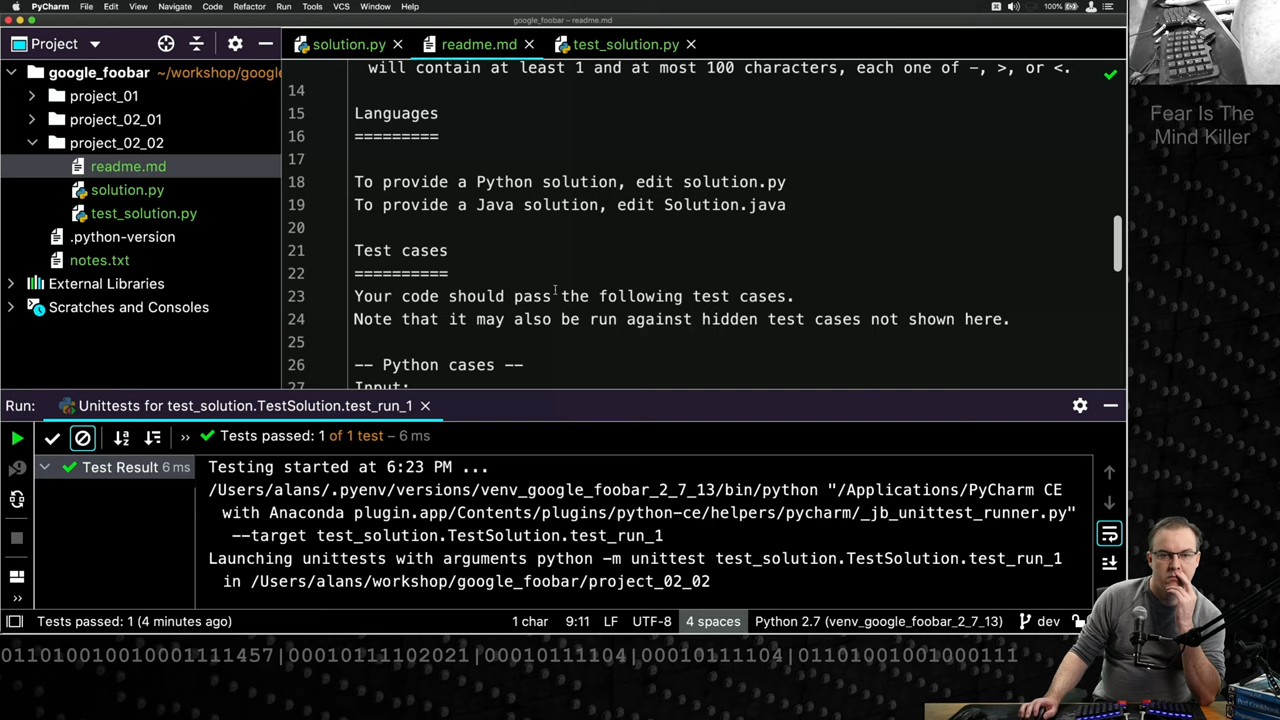 PyCharm File Edit View Navigate Code Refactor Run Tools VCS Window Help 100%
google_foobar – readme.md
Project solution.py readme.md test_solution.py
google_foobar ~/workshop/google
project_01
project_02_01
project_02_02
readme.md
solution.py
test_solution.py
.python-version
notes.txt
External Libraries
Scratches and Consoles
will contain at least 1 and at most 100 characters, each one of -, >, or <.
14
15 Languages
16 =========
17
18 To provide a Python solution, edit solution.py
19 To provide a Java solution, edit Solution.java
20
21 Test cases
22 ==========
23 Your code should pass the following test cases.
24 Note that it may also be run against hidden test cases not shown here.
25
26 -- Python cases --
27 Input:
Fear Is The
Mind Killer
Run: Unittests for test_solution.TestSolution.test_run_1
» Tests passed: 1 of 1 test – 6 ms
Test Result 6 ms
Testing started at 6:23 PM ...
/Users/alans/.pyenv/versions/venv_google_foobar_2_7_13/bin/python "/Applications/PyCharm CE
with Anaconda plugin.app/Contents/plugins/python-ce/helpers/pycharm/_jb_unittest_runner.py"
--target test_solution.TestSolution.test_run_1
Launching unittests with arguments python -m unittest test_solution.TestSolution.test_run_1
in /Users/alans/workshop/google_foobar/project_02_02
»
Tests passed: 1 (4 minutes ago) 1 char 9:11 LF UTF-8 4 spaces Python 2.7 (venv_google_foobar_2_7_13) dev
011010010010001111457|00010111102021|00010111104|00010111104|011010010010001​11